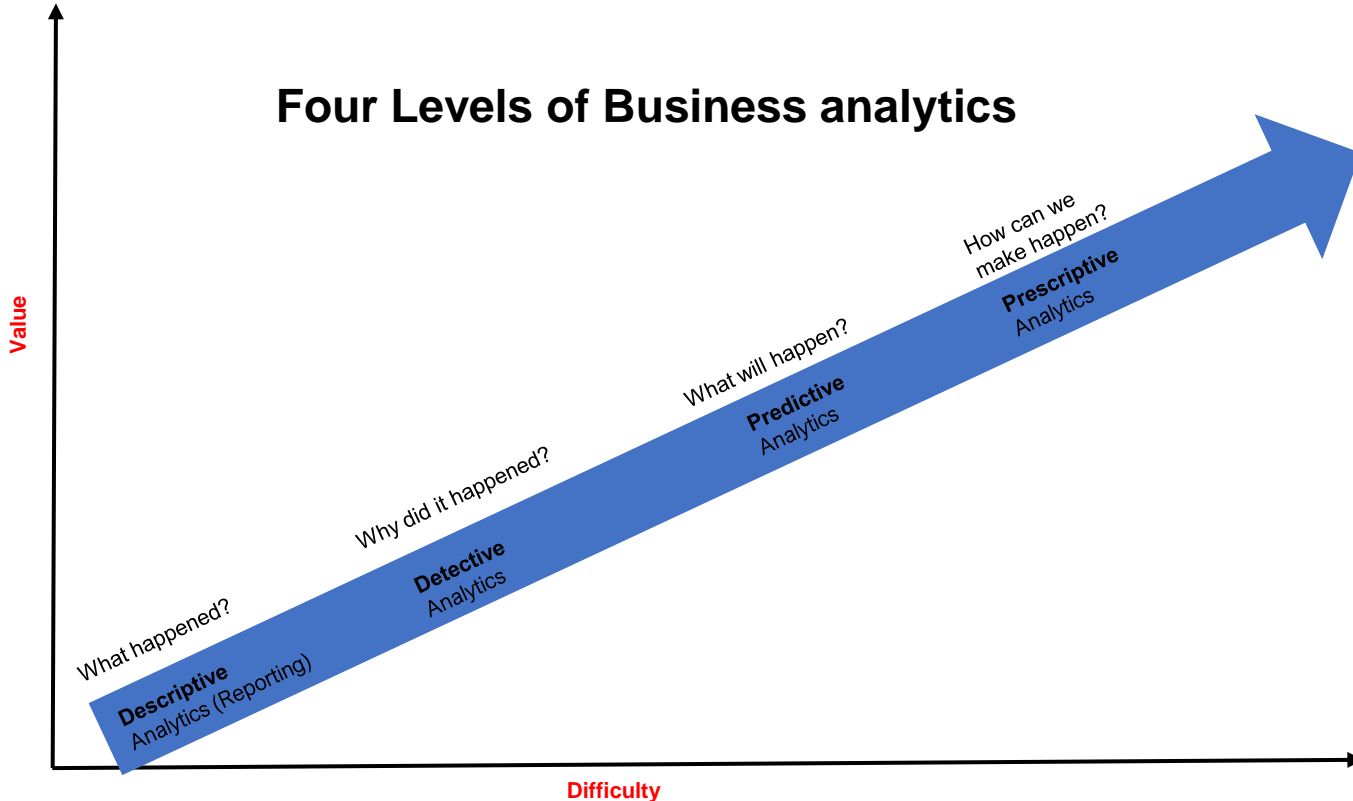 Four Levels of Business analytics
How can we
make happen?
Prescriptive
Analytics
What will happen?
Predictive
Analytics
Why did it happened?
Detective
Analytics
What happened?
Descriptive
Analytics (Reporting)
Value
Difficulty